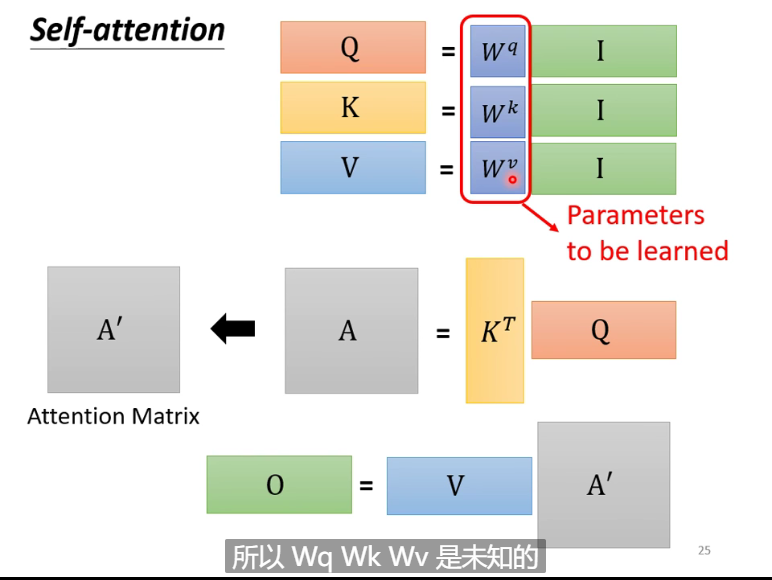 Self-attention
Q = W^q I
K = W^k I
V = W^v I
Parameters
to be learned
A′ A = K^T Q
Attention Matrix
O = V A′
所以 Wq Wk Wv 是未知的
25